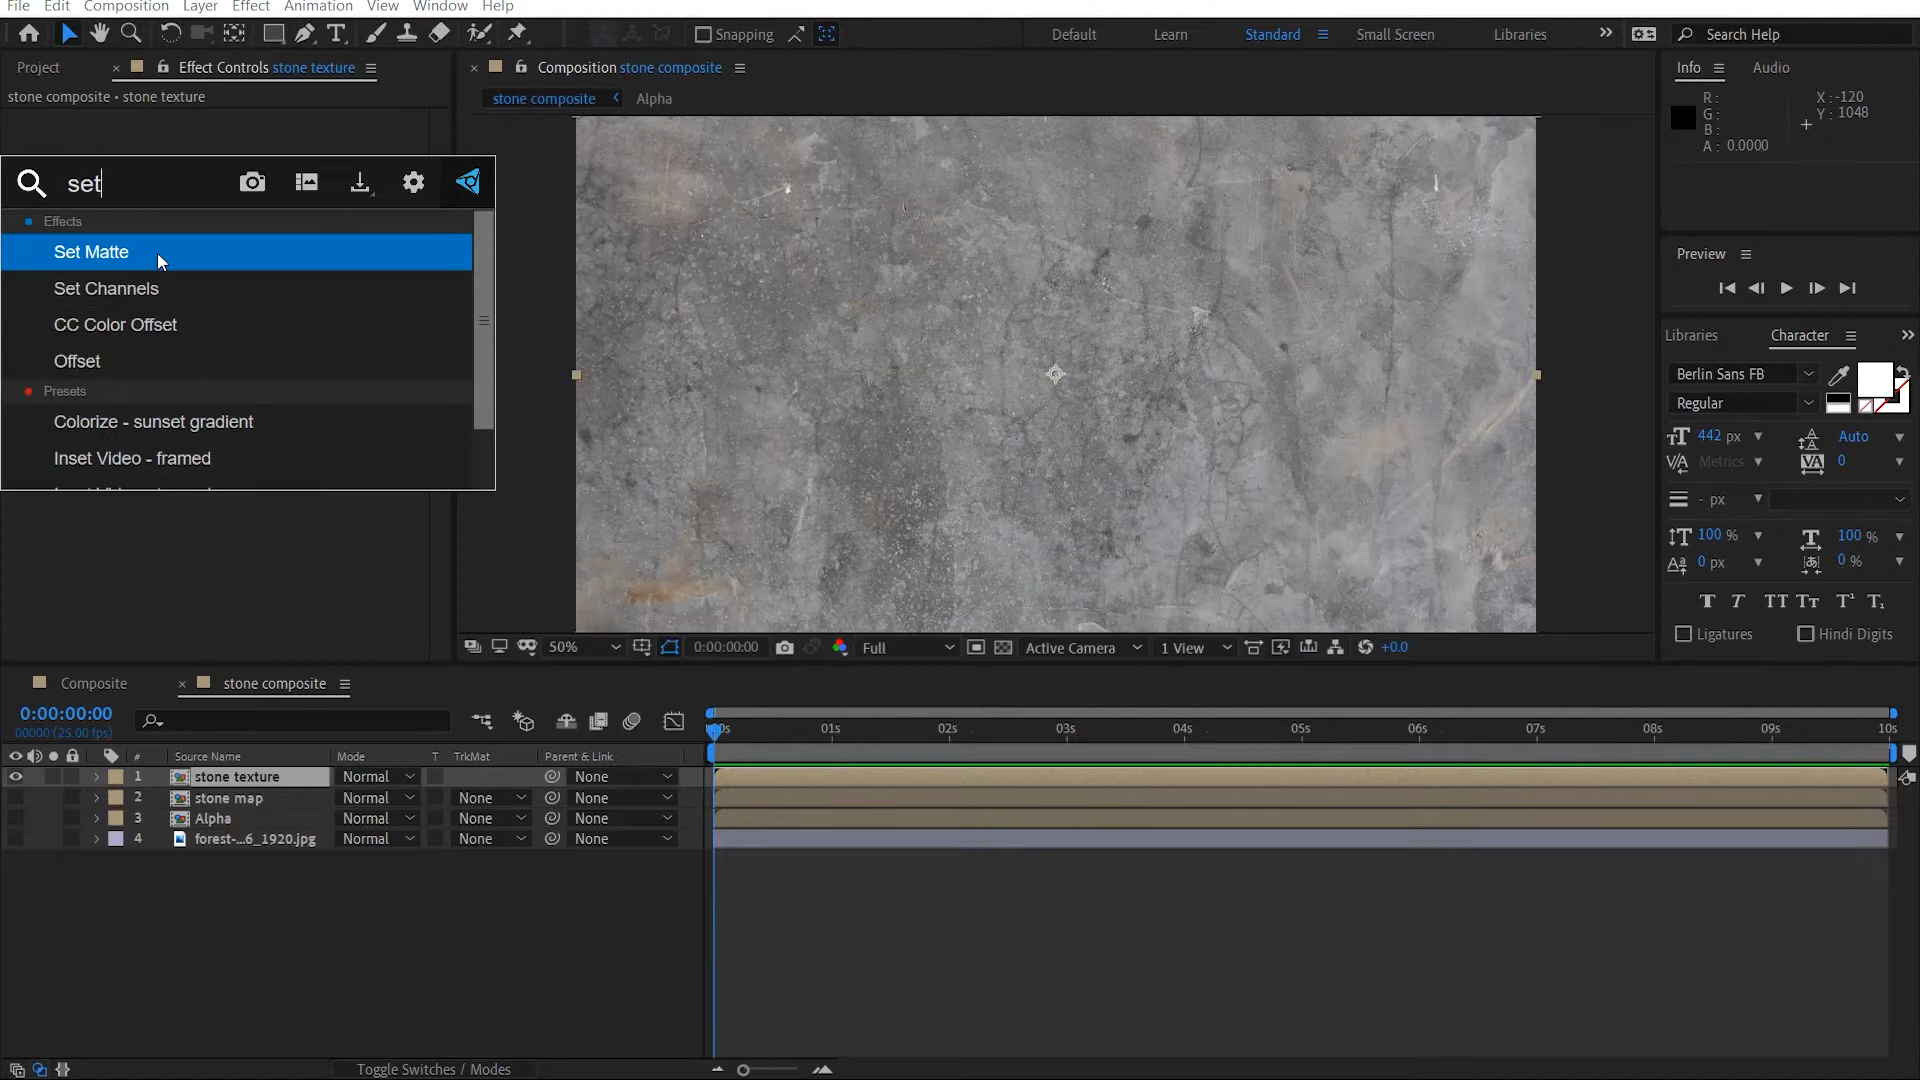 File Edit Composition Layer Effect Animation View Window Help
Snapping
Default Learn Standard Small Screen Libraries
Search Help
Project
Effect Controls stone texture
Composition stone composite
Info Audio
stone composite • stone texture
stone composite Alpha
R :
G :
B :
A : 0.0000
X : -120
Y : 1048
set
Effects
Set Matte
Set Channels
CC Color Offset
Offset
Presets
Colorize - sunset gradient
Inset Video - framed
Preview
Libraries Character
Berlin Sans FB
Regular
442 px Auto
Metrics 0
- px
100 % 100 %
0 px 0 %
Ligatures Hindi Digits
50% 0:00:00:00 Full Active Camera 1 View +0.0
Composite stone composite
0:00:00:00
00000 (25.00 fps)
01s 02s 03s 04s 05s 06s 07s 08s 09s 10s
# Source Name Mode T TrkMat Parent & Link
1 stone texture Normal None
2 stone map Normal None None
3 Alpha Normal None None
4 forest-...6_1920.jpg Normal None None
Toggle Switches / Modes